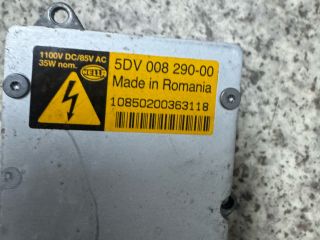 1100V DC/85V AC
35W nom.
HELLA
5DV 008 290-00
Made in Romania
10850200363118